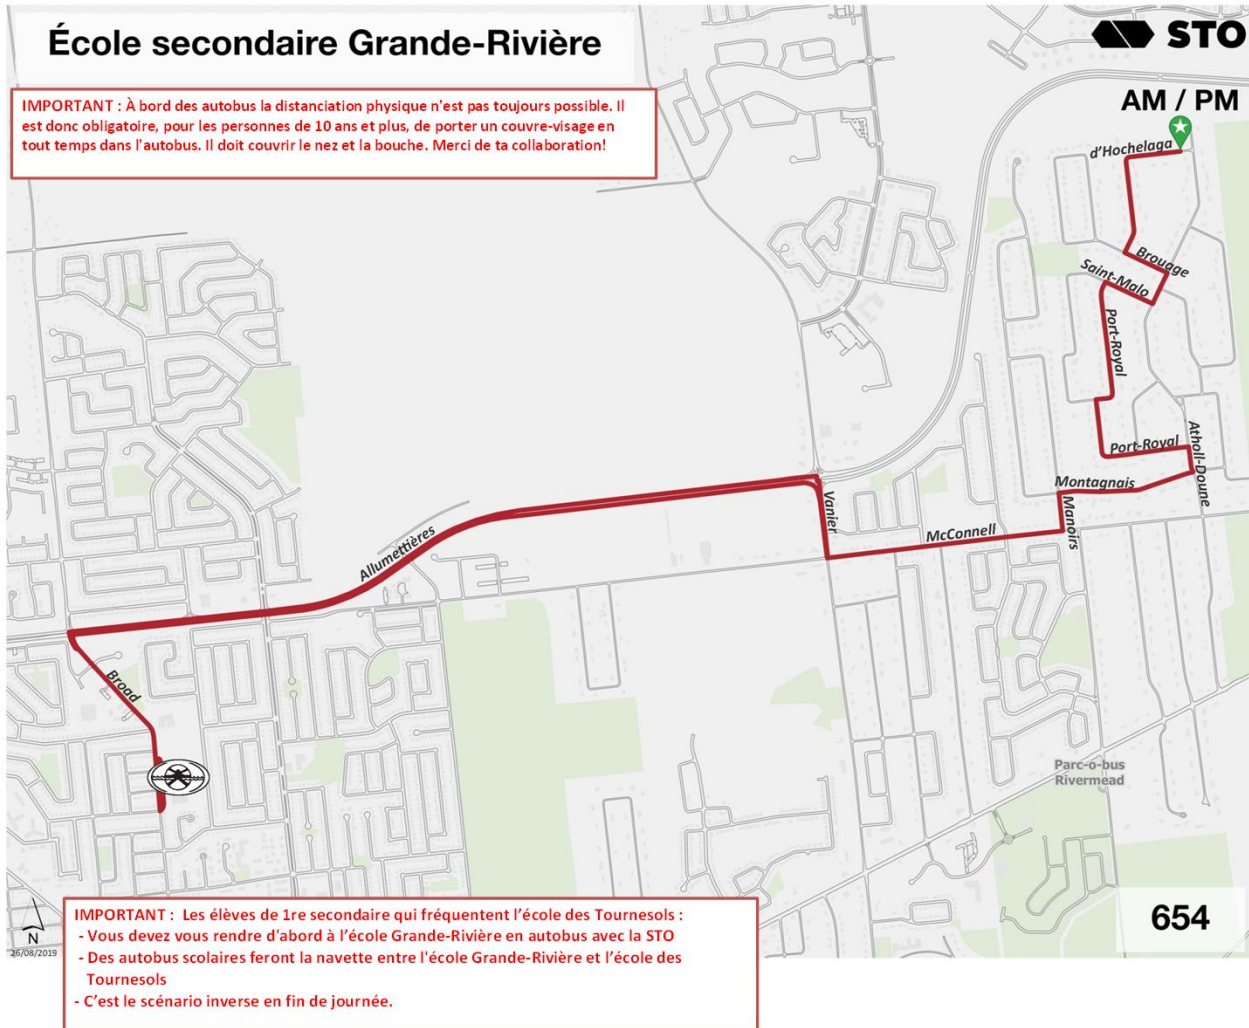 École secondaire Grande-Rivière
STO
IMPORTANT : À bord des autobus la distanciation physique n'est pas toujours possible. Il
est donc obligatoire, pour les personnes de 10 ans et plus, de porter un couvre-visage en
tout temps dans l'autobus. Il doit couvrir le nez et la bouche. Merci de ta collaboration!
AM / PM
d'Hochelaga
Brouage
Saint-Malo
Port-Royal
Port-Royal
Atholl-Doune
Montagnais
Manoirs
Vanier
McConnell
Allumettières
Broad
Parc-o-bus
Rivermead
IMPORTANT : Les élèves de 1re secondaire qui fréquentent l'école des Tournesols :
- Vous devez vous rendre d'abord à l'école Grande-Rivière en autobus avec la STO
- Des autobus scolaires feront la navette entre l'école Grande-Rivière et l'école des
Tournesols
- C'est le scénario inverse en fin de journée.
654
N
26/08/2019